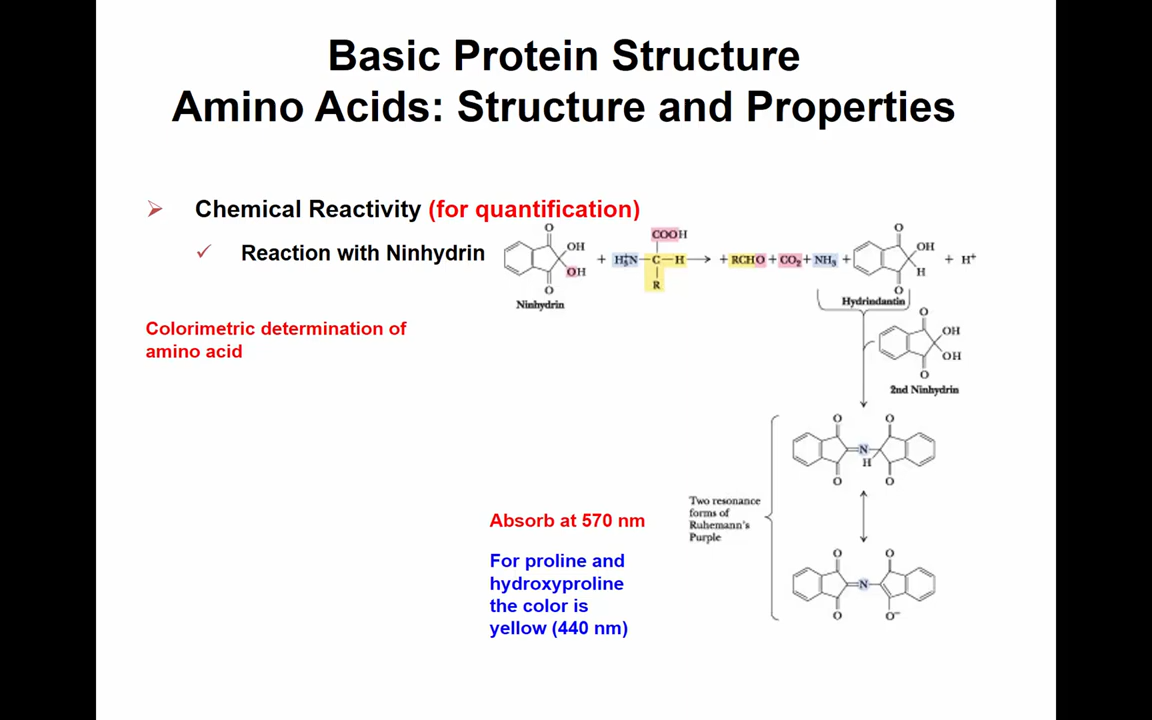 Basic Protein Structure
Amino Acids: Structure and Properties
Chemical Reactivity (for quantification)
Reaction with Ninhydrin
O
OH
OH
O
Ninhydrin
+
COOH
H₃⁺N—C—H
R
+ RCHO + CO₂ + NH₃ +
O
OH
H
O
Hydrindantin
+ H⁺
Colorimetric determination of
amino acid
O
OH
OH
O
2nd Ninhydrin
O O
N
H
O O
Two resonance
forms of
Ruhemann's
Purple
Absorb at 570 nm
For proline and
hydroxyproline
the color is
yellow (440 nm)
O O
N
O O⁻